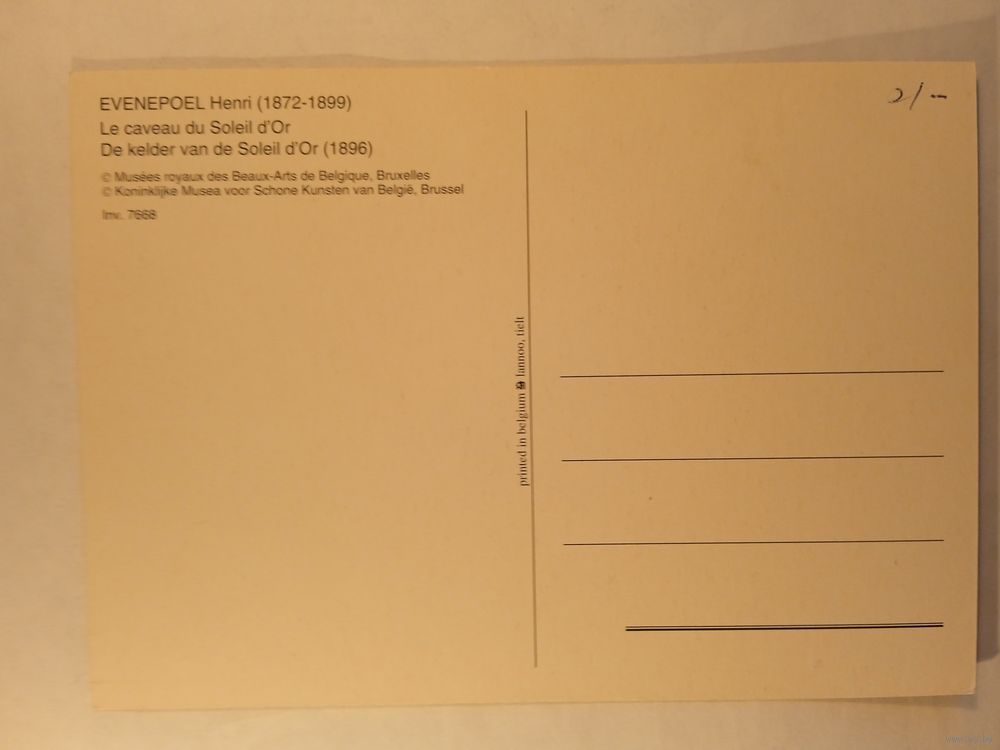 EVENEPOEL Henri (1872-1899)
Le caveau du Soleil d'Or
De kelder van de Soleil d'Or (1896)
© Musées royaux des Beaux-Arts de Belgique, Bruxelles
© Koninklijke Musea voor Schone Kunsten van België, Brussel
Inv. 7668
printed in belgium lannoo, tielt
2/--